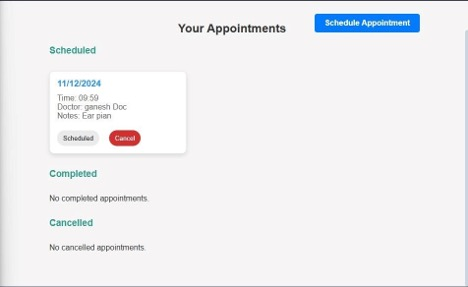 Your Appointments
Schedule Appointment
Scheduled
11/12/2024
Time: 09:59
Doctor: ganesh Doc
Notes: Ear pian
Scheduled
Cancel
Completed
No completed appointments.
Cancelled
No cancelled appointments.